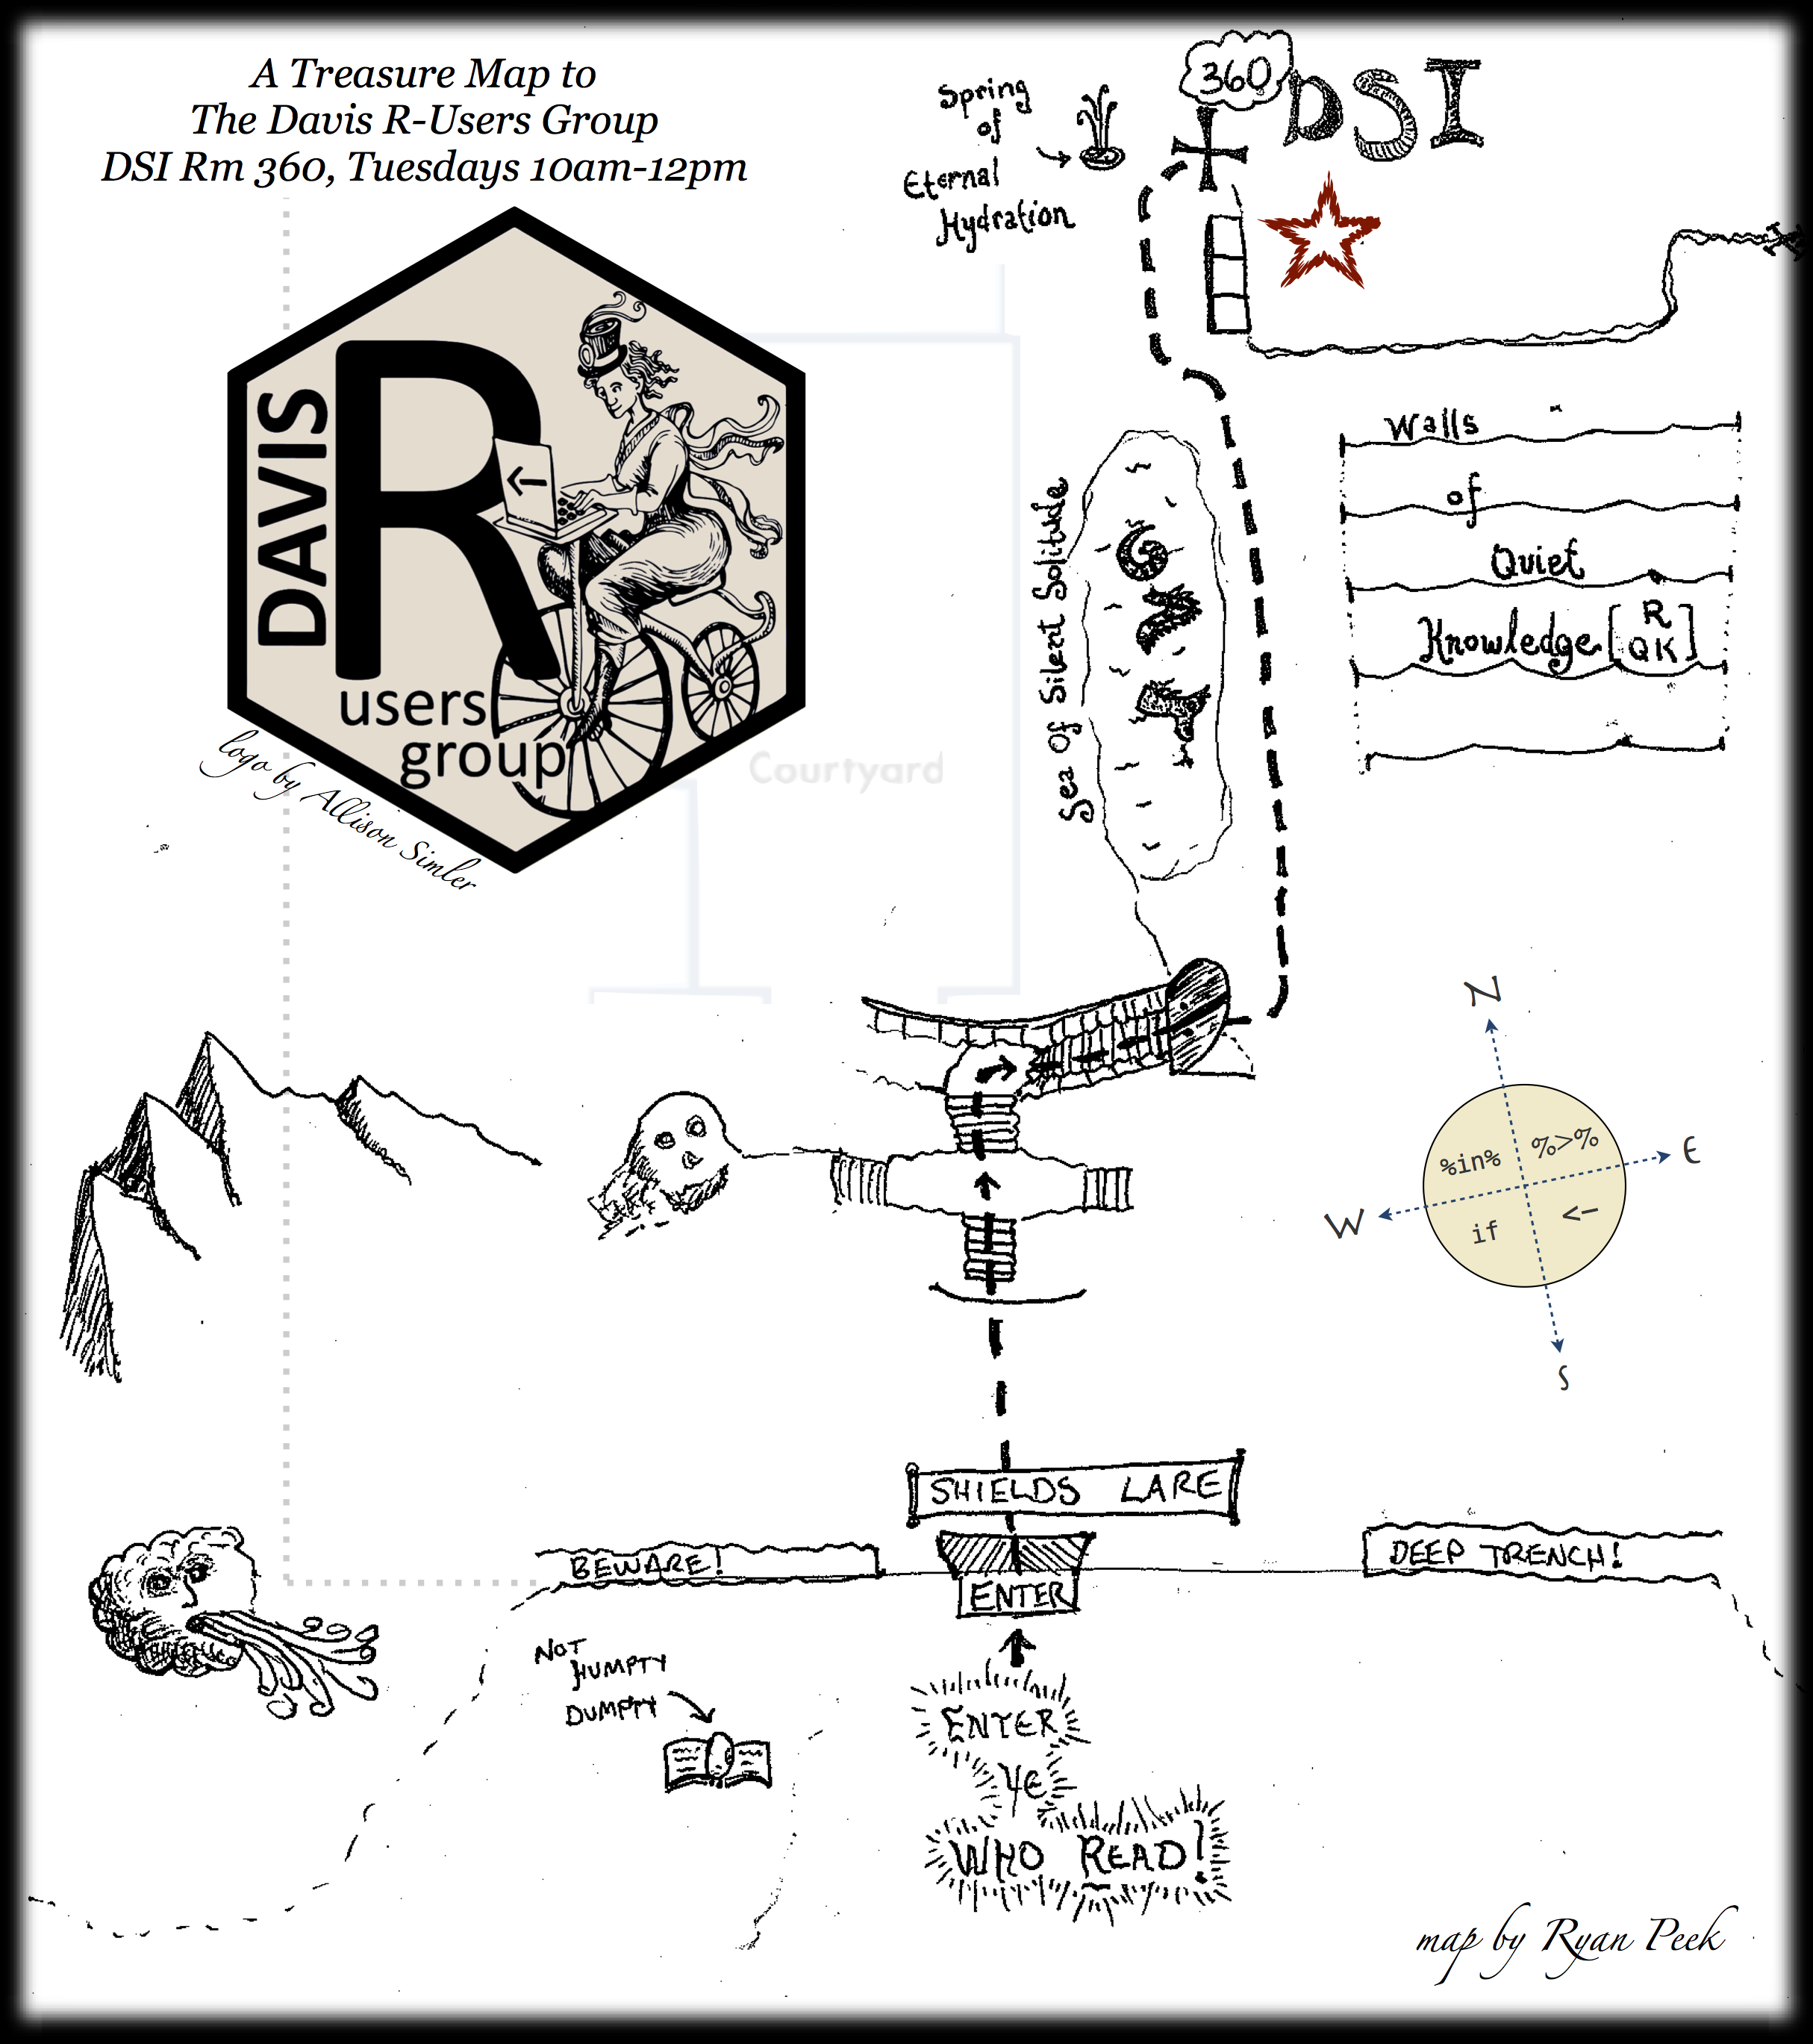 A Treasure Map to
The Davis R-Users Group
DSI Rm 360, Tuesdays 10am-12pm
Spring
of
Eternal
Hydration
360
DSI
DAVIS
R
<-
users
group
logo by Allison Simler
Courtyard
Sea Of Silent Solitude
Walls
of
Quiet
Knowledge [R
QK]
N
E
W
S
%in%
%>%
if
<-
SHIELDS LARE
BEWARE!
ENTER
DEEP TRENCH!
NOT
HUMPTY
DUMPTY
ENTER
YE
WHO READ!
map by Ryan Peek